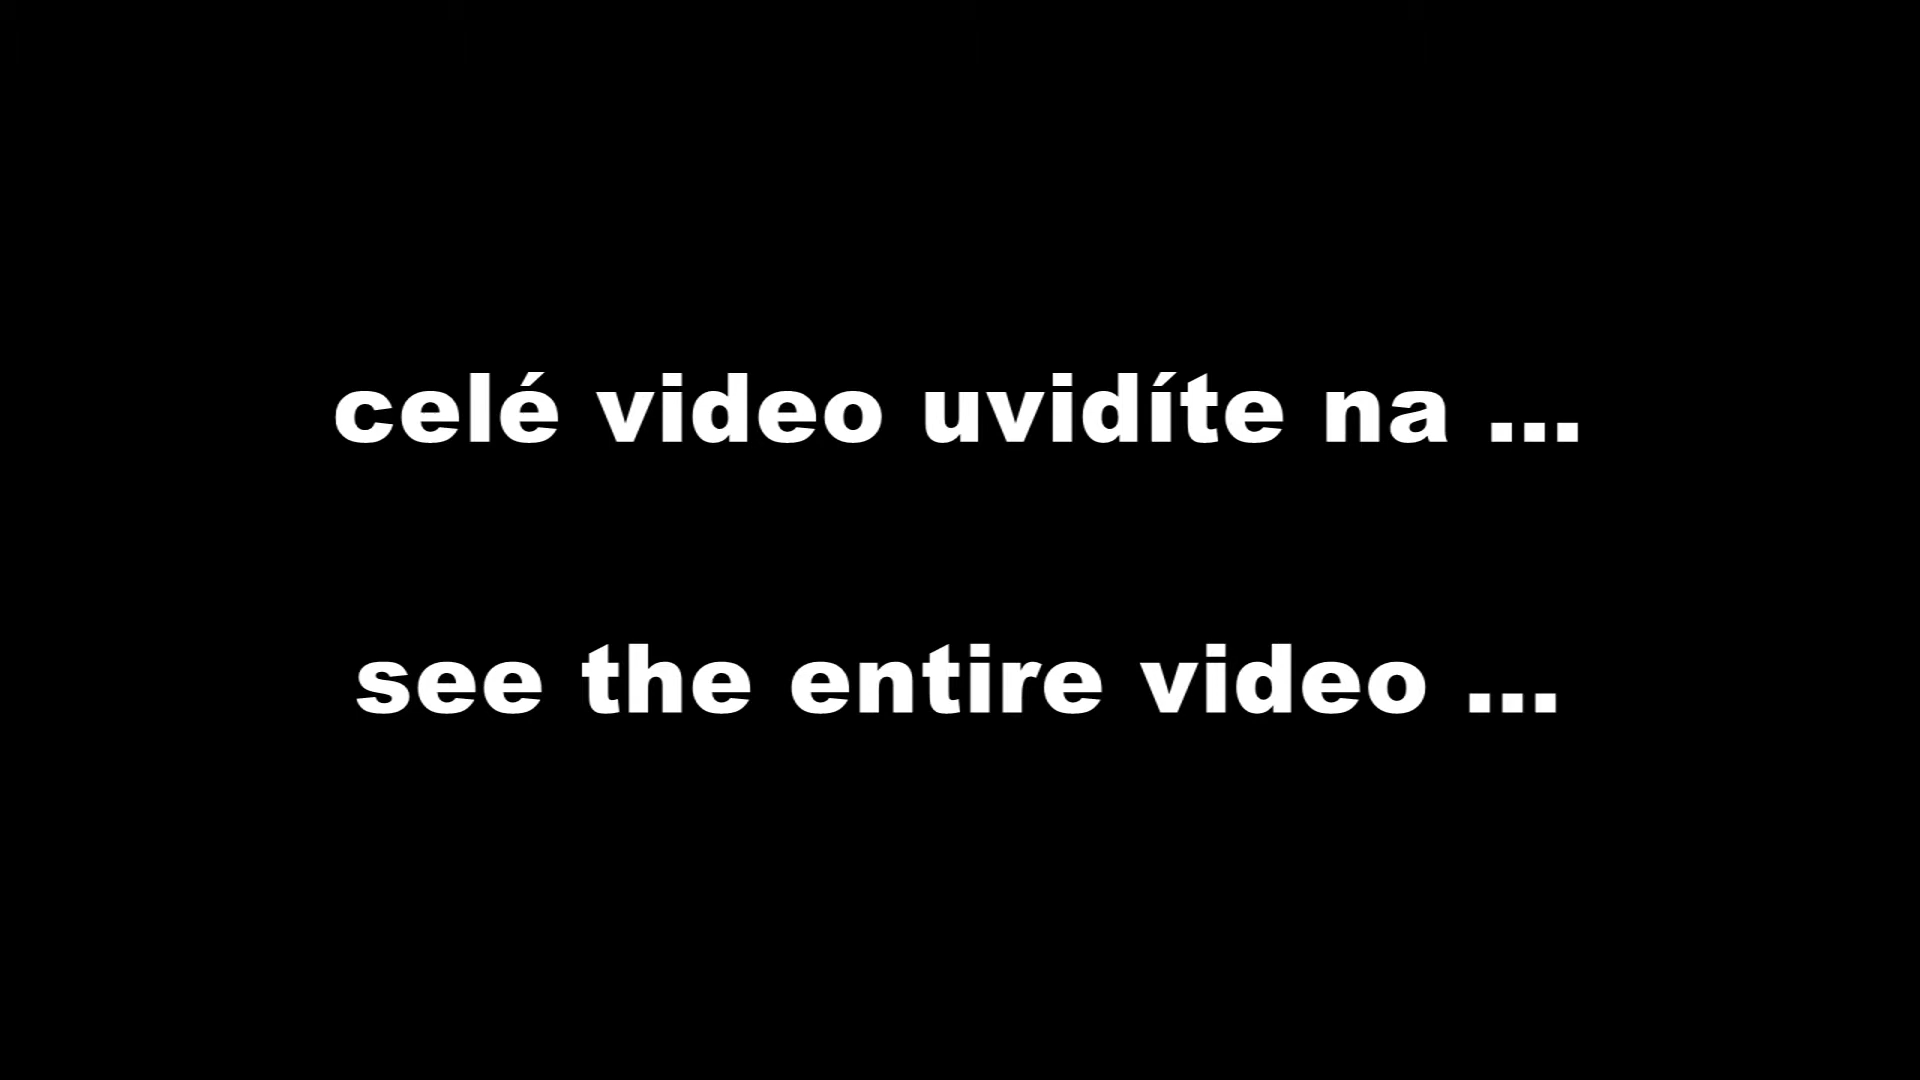 celé video uvidíte na ...
see the entire video ...